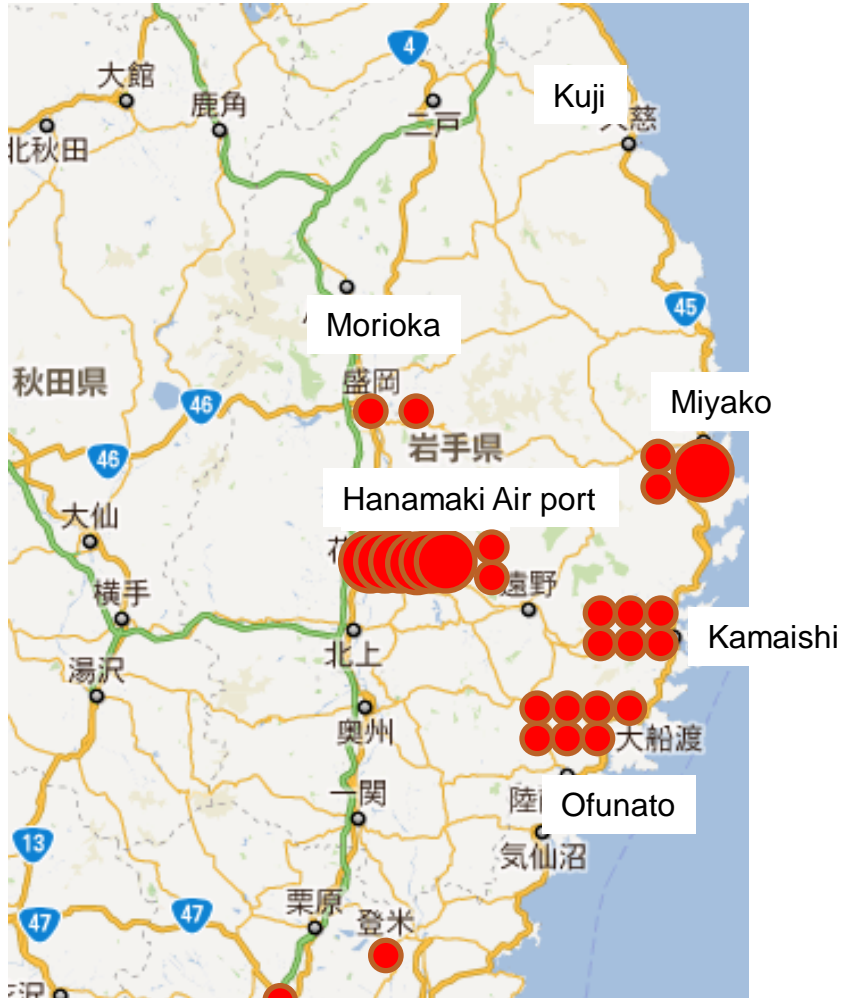 4
大館
Kuji
鹿角
二戸
久慈
北秋田
45
Morioka
秋田県
盛岡
46
Miyako
岩手県
46
Hanamaki Air port
大仙
花
遠野
横手
Kamaishi
北上
湯沢
奥州
大船渡
一関
陸
Ofunato
13
気仙沼
栗原
登米
47
47